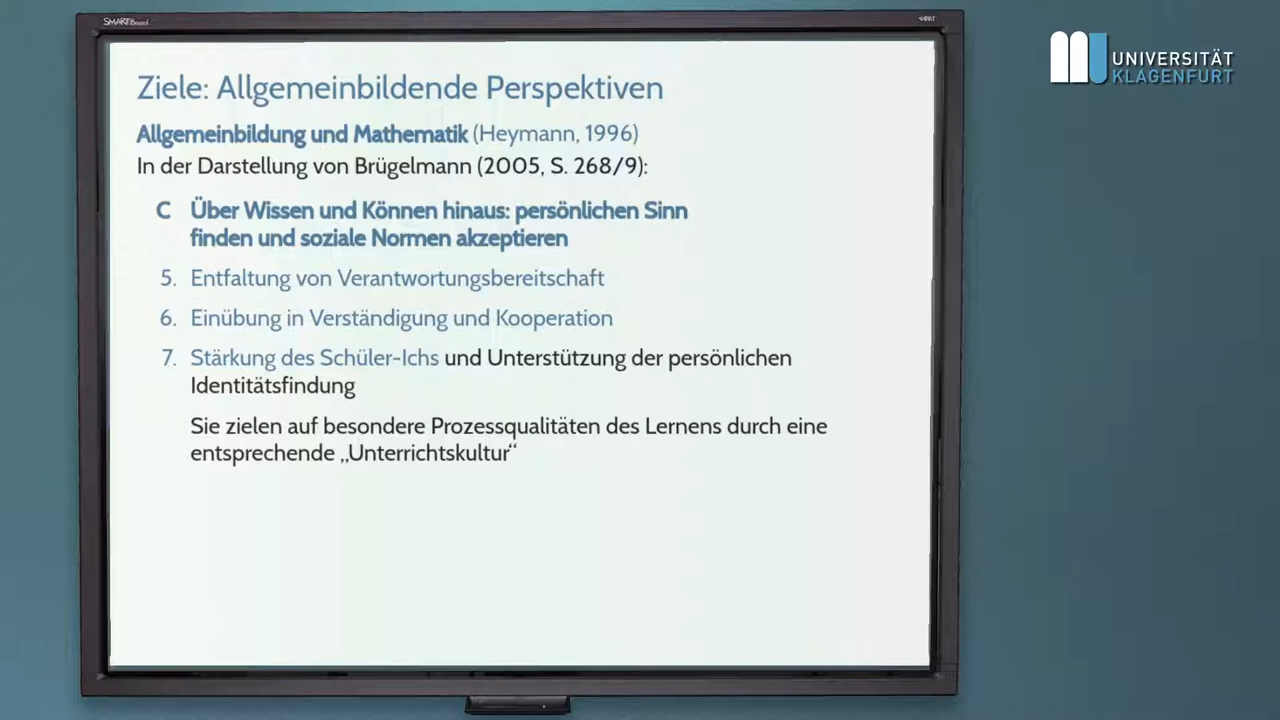 SMART Board
UNIVERSITÄT
KLAGENFURT
Ziele: Allgemeinbildende Perspektiven
Allgemeinbildung und Mathematik (Heymann, 1996)
In der Darstellung von Brügelmann (2005, S. 268/9):
C Über Wissen und Können hinaus: persönlichen Sinn
finden und soziale Normen akzeptieren
5. Entfaltung von Verantwortungsbereitschaft
6. Einübung in Verständigung und Kooperation
7. Stärkung des Schüler-Ichs und Unterstützung der persönlichen
Identitätsfindung
Sie zielen auf besondere Prozessqualitäten des Lernens durch eine
entsprechende „Unterrichtskultur“